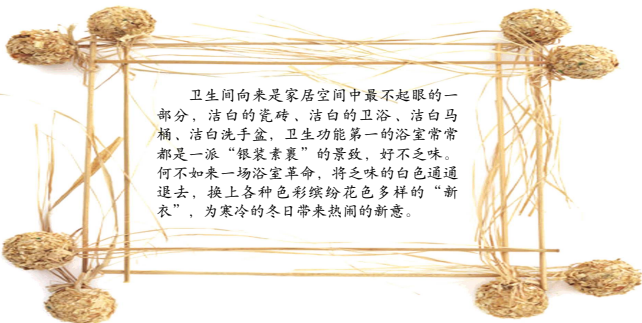 卫生间向来是家居空间中最不起眼的一
部分，洁白的瓷砖、洁白的卫浴、洁白马
桶、洁白洗手盆，卫生功能第一的浴室常常
都是一派“银装素裹”的景致，好不乏味。
何不如来一场浴室革命，将乏味的白色通通
退去，换上各种色彩缤纷花色多样的“新
衣”，为寒冷的冬日带来热闹的新意。